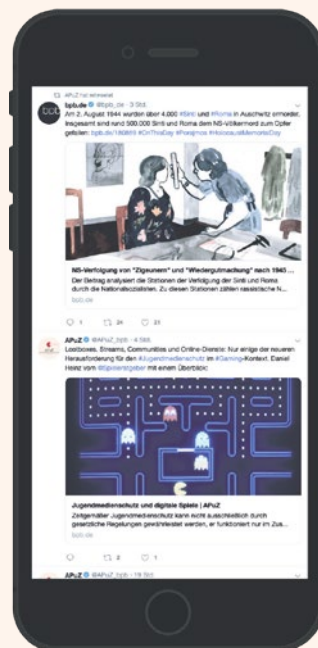 APuZ hat retweetet
bpb
bpb.de @bpb_de · 3 Std.
Am 2. August 1944 wurden über 4.000 #Sinti und #Roma in Auschwitz ermordet.
Insgesamt sind rund 500.000 Sinti und Roma dem NS-Völkermord zum Opfer
gefallen: #OnThisDay #Porajmos #HolocaustMemorialDay
NS-Verfolgung von "Zigeunern" und "Wiedergutmachung" nach 1945 ...
Der Beitrag analysiert die Stationen der Verfolgung der Sinti und Roma
durch die Nationalsozialisten. Zu diesen Stationen zählen rassistische N...
bpb.de
1 24 23
APuZ @APuZ_bpb · 4 Std.
Lootboxes, Streams, Communities und Online-Dienste: Nur einige der neueren
Herausforderung für den #Jugendmedienschutz im #Gaming-Kontext. Daniel
Heinz vom @Spieleratgeber mit einem Überblick:
Jugendmedienschutz und digitale Spiele | APuZ
Zeitgemäßer Jugendmedienschutz kann nicht ausschließlich durch
gesetzliche Regelungen gewährleistet werden, er funktioniert nur im Zus...
bpb.de
2 1
APuZ @APuZ_bpb · 19 Std.